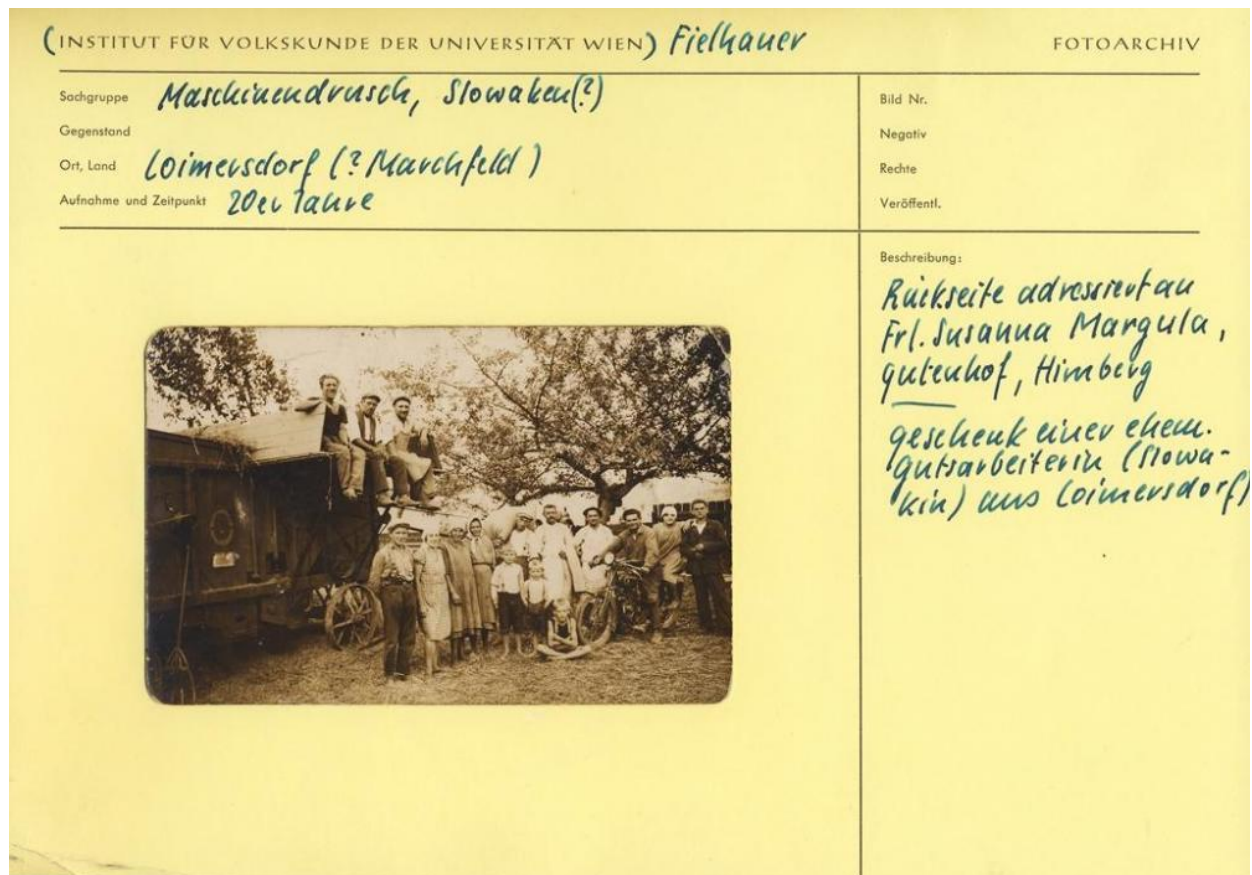 (INSTITUT FÜR VOLKSKUNDE DER UNIVERSITÄT WIEN) Fielhauer
FOTOARCHIV
Sachgruppe Maschinendrusch, Slowaken(?)
Gegenstand
Ort, Land Loimersdorf (? Marchfeld)
Aufnahme und Zeitpunkt 20er Jahre
Bild Nr.
Negativ
Rechte
Veröffentl.
Beschreibung:
Rückseite adressiert an
Frl. Susanna Margula,
Gutenhof, Himberg
Geschenk einer ehem.
Gutsarbeiterin (Slowa-
kin) aus Loimersdorf)